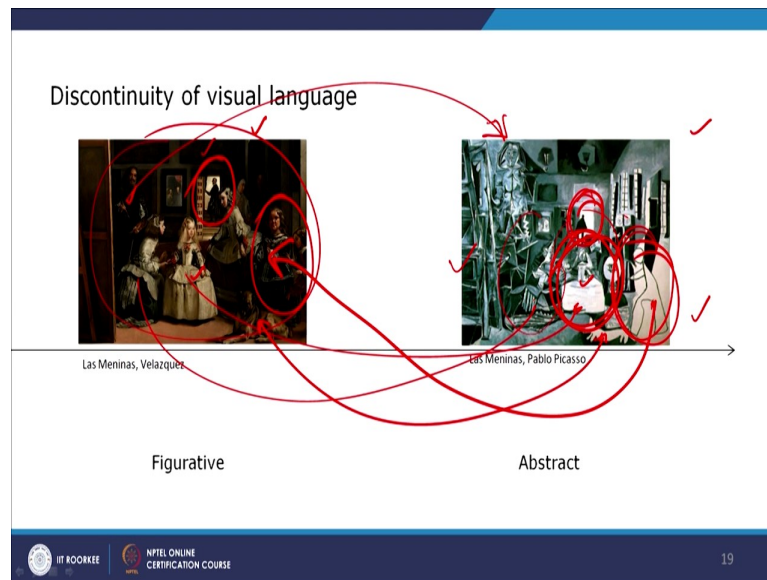 Discontinuity of visual language
Las Meninas, Velazquez
Las Meninas, Pablo Picasso
Figurative
Abstract
IIT ROORKEE
NPTEL ONLINE
CERTIFICATION COURSE
19